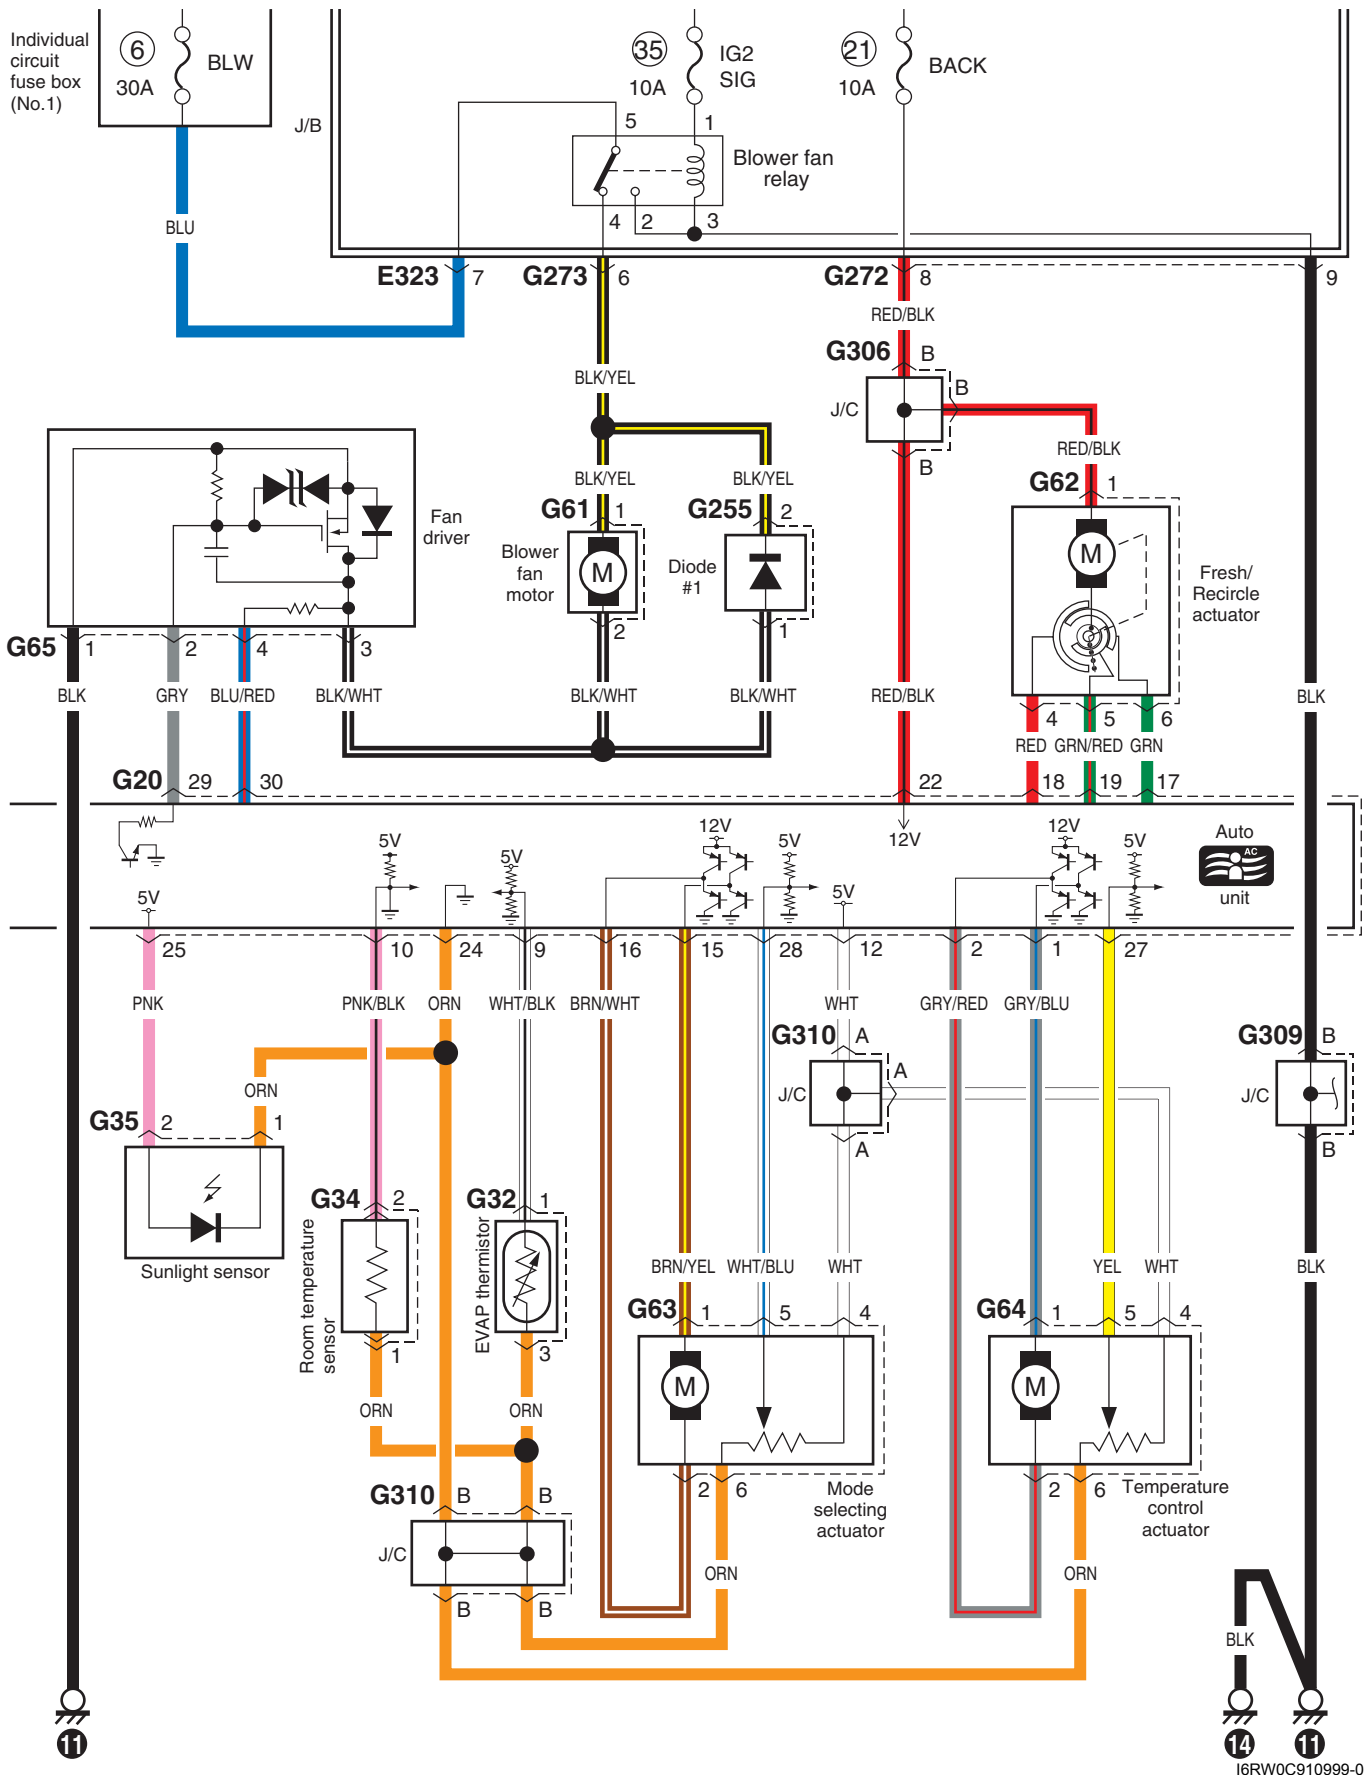 Individual
circuit
fuse box
(No.1)
6
30A
BLW
J/B
35
10A
IG2
SIG
21
10A
BACK
5
1
Blower fan
relay
4
2
3
BLU
E323
7
G273
6
G272
8
9
RED/BLK
G306
B
BLK/YEL
J/C
B
RED/BLK
B
BLK/YEL
BLK/YEL
G62
1
G61
1
G255
2
Fan
driver
Blower
fan
motor
M
Diode
#1
M
Fresh/
Recircle
actuator
2
1
G65
1
2
4
3
BLK
GRY
BLU/RED
BLK/WHT
BLK/WHT
BLK/WHT
RED/BLK
BLK
4
5
6
RED
GRN/RED
GRN
G20
29
30
22
18
19
17
5V
5V
5V
12V
5V
12V
12V
5V
Auto
AC
unit
25
10
24
9
16
15
28
12
2
1
27
PNK
PNK/BLK
ORN
WHT/BLK
BRN/WHT
WHT
GRY/RED
GRY/BLU
G310
A
G309
B
A
J/C
J/C
ORN
G35
2
1
A
B
G34
2
G32
1
Sunlight sensor
Room temperature
sensor
EVAP thermistor
BRN/YEL
WHT/BLU
WHT
YEL
WHT
BLK
G63
1
5
4
G64
1
5
4
1
3
M
M
ORN
ORN
2
6
Mode
selecting
actuator
2
6
Temperature
control
actuator
G310
B
B
J/C
B
B
ORN
ORN
BLK
11
14
11
I6RW0C910999-0